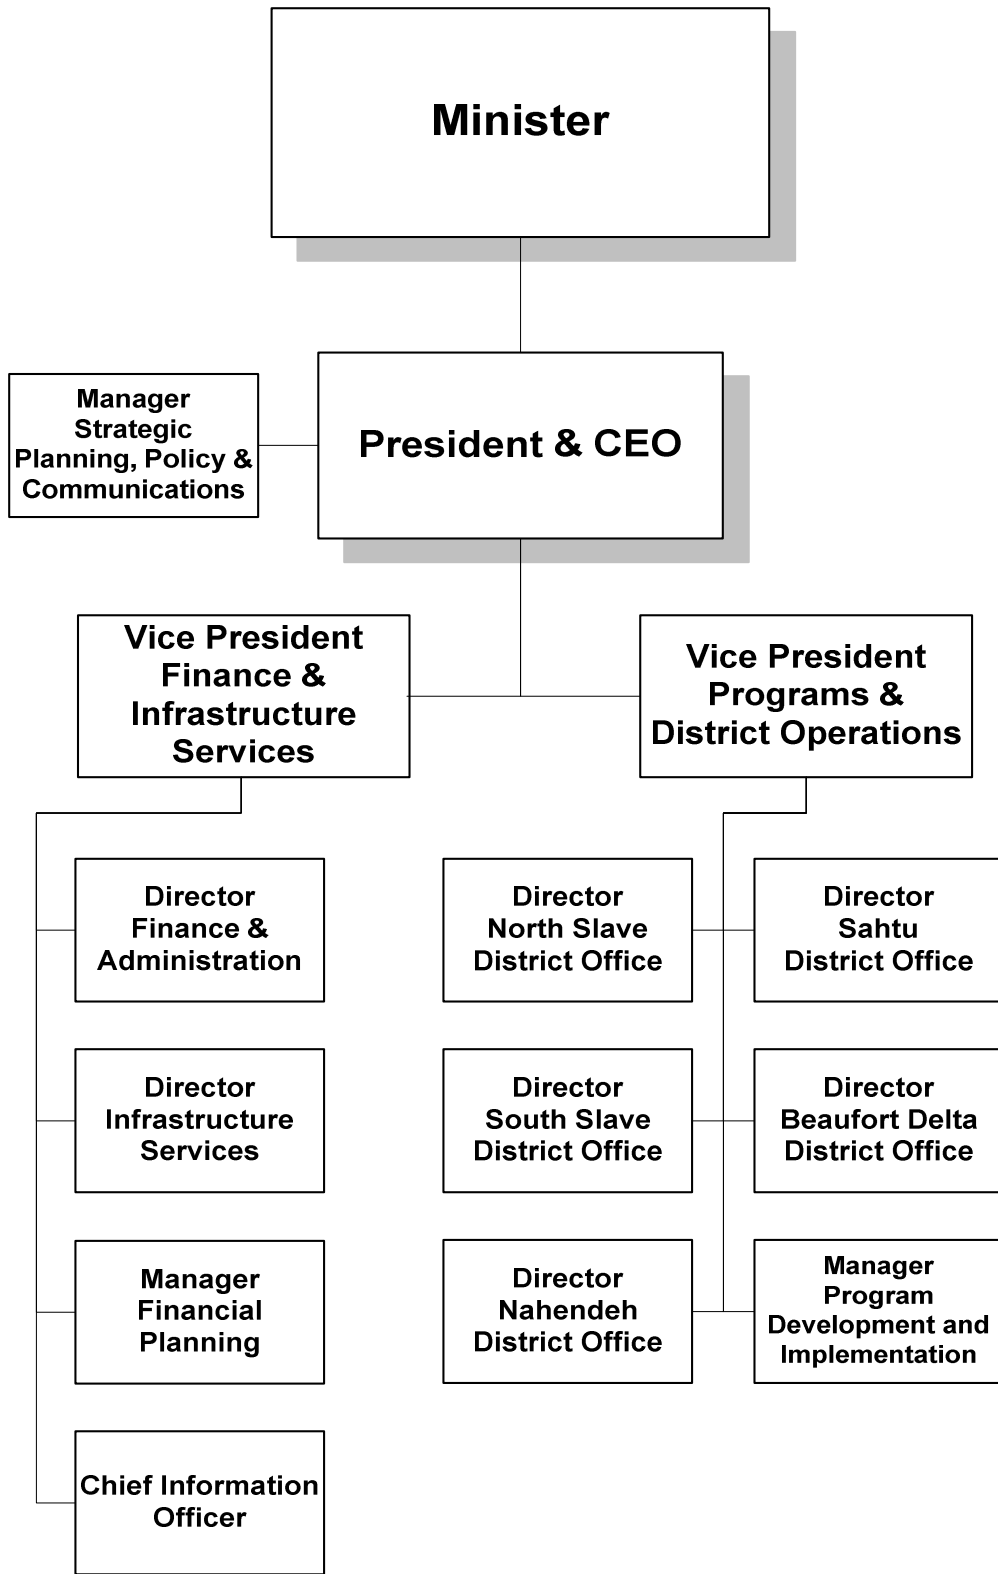 Minister
President & CEO
Manager
Strategic
Planning, Policy &
Communications
Vice President
Finance &
Infrastructure
Services
Vice President
Programs &
District Operations
Director
Finance &
Administration
Director
North Slave
District Office
Director
Sahtu
District Office
Director
Infrastructure
Services
Director
South Slave
District Office
Director
Beaufort Delta
District Office
Manager
Financial
Planning
Director
Nahendeh
District Office
Manager
Program
Development and
Implementation
Chief Information
Officer